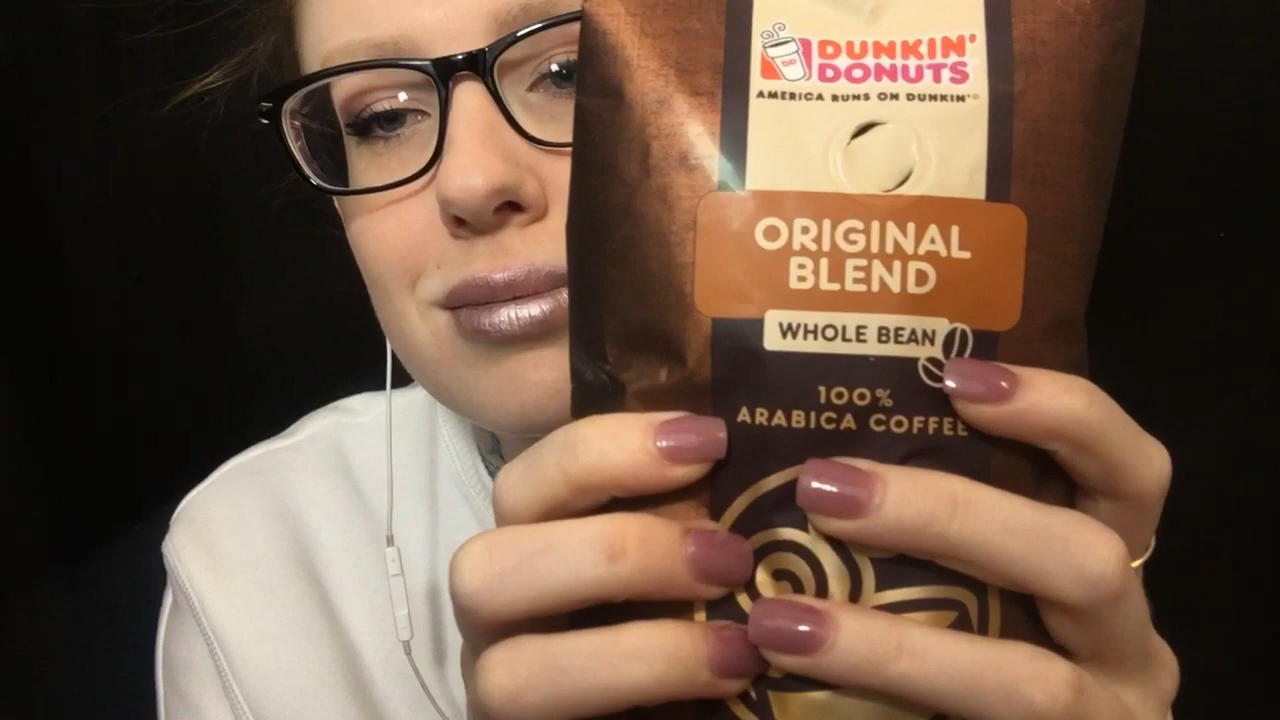 DUNKIN'
DONUTS
AMERICA RUNS ON DUNKIN'®
ORIGINAL
BLEND
WHOLE BEAN
100%
ARABICA COFFEE